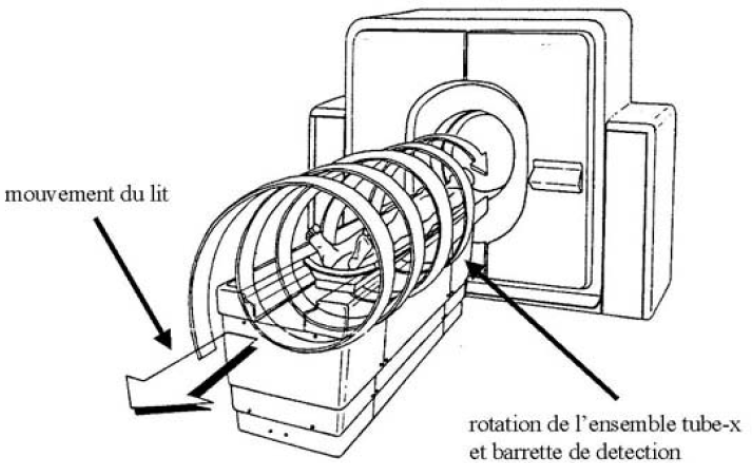 mouvement du lit
rotation de l'ensemble tube-x
et barrette de detection